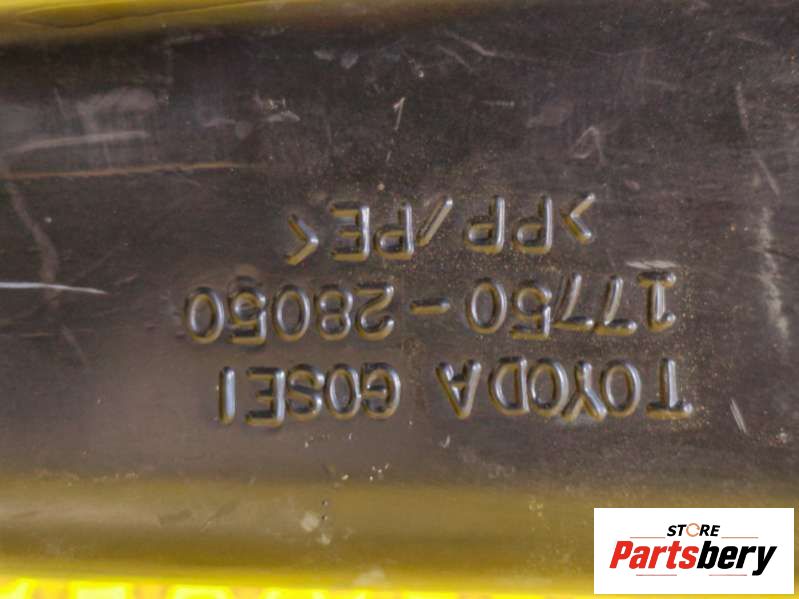 TOYODA GOSEI
17750-28050
>PP/PE<
STORE
Partsbery